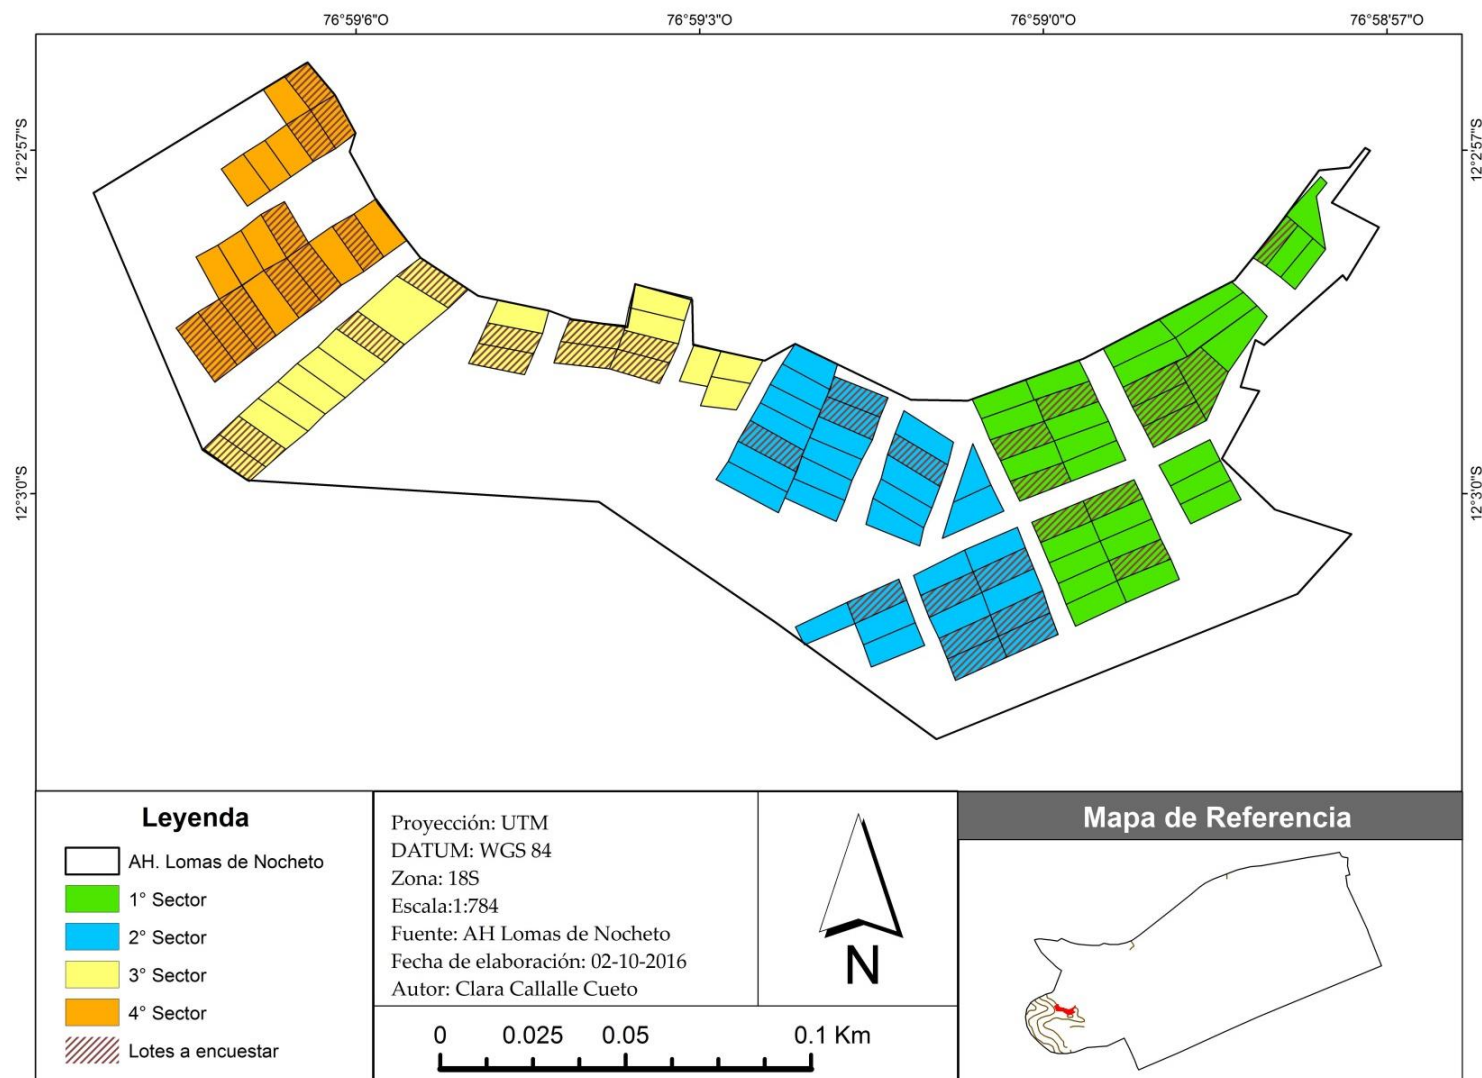 76°59'6"O
76°59'3"O
76°59'0"O
76°58'57"O
12°2'57"S
12°2'57"S
12°3'0"S
12°3'0"S
Leyenda
AH. Lomas de Nocheto
1° Sector
2° Sector
3° Sector
4° Sector
Lotes a encuestar
Proyección: UTM
DATUM: WGS 84
Zona: 18S
Escala:1:784
Fuente: AH Lomas de Nocheto
Fecha de elaboración: 02-10-2016
Autor: Clara Callalle Cueto
0 0.025 0.05 0.1 Km
N
Mapa de Referencia